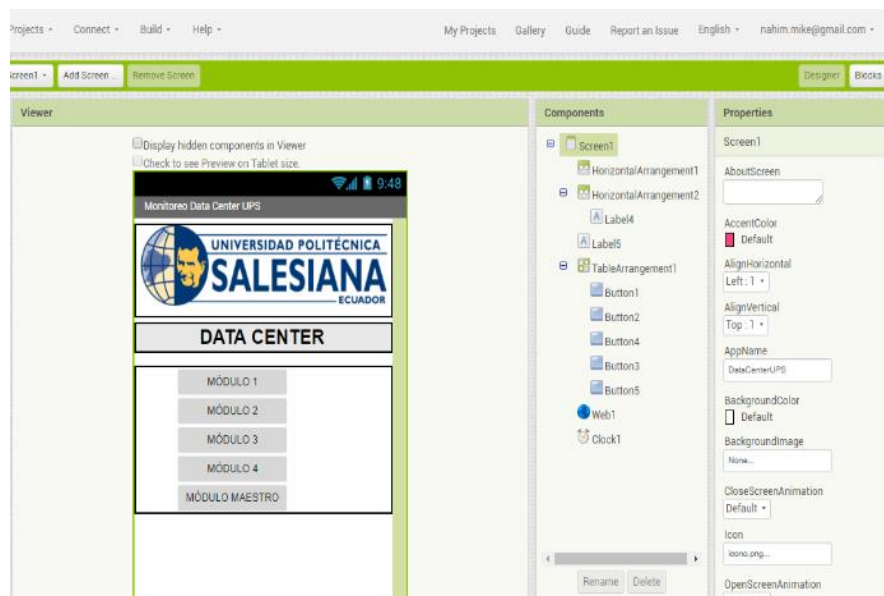 Projects Connect Build Help My Projects Gallery Guide Report an Issue English nahim.mike@gmail.com
Screen1 Add Screen ... Remove Screen Designer Blocks
Viewer
Display hidden components in Viewer
Check to see Preview on Tablet size.
9:48
Monitoreo Data Center UPS
UNIVERSIDAD POLITÉCNICA
SALESIANA
ECUADOR
DATA CENTER
MÓDULO 1
MÓDULO 2
MÓDULO 3
MÓDULO 4
MÓDULO MAESTRO
Components
Screen1
HorizontalArrangement1
HorizontalArrangement2
A Label4
A Label5
TableArrangement1
Button1
Button2
Button4
Button3
Button5
Web1
Clock1
Rename Delete
Properties
Screen1
AboutScreen
AccentColor
Default
AlignHorizontal
Left : 1
AlignVertical
Top : 1
AppName
DataCenterUPS
BackgroundColor
Default
BackgroundImage
None...
CloseScreenAnimation
Default
Icon
icono.png...
OpenScreenAnimation